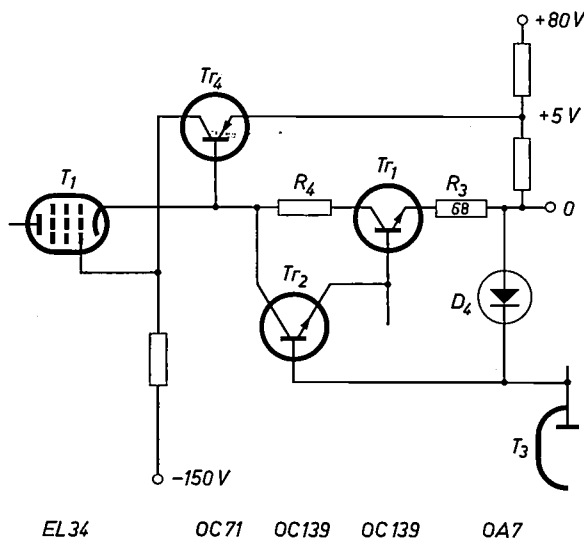 +80V
Tr4
+5V
T1
R4
Tr1
R3
68
0
Tr2
D4
T3
-150V
EL34 OC71 OC139 OC139 OA7